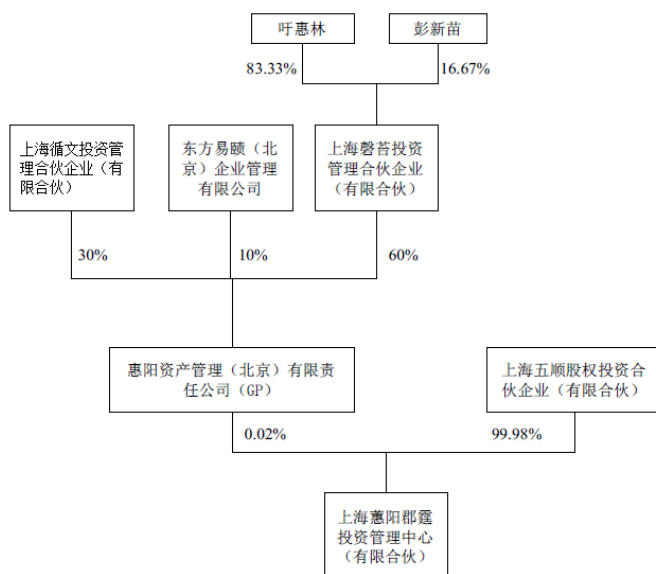 吁惠林
彭新苗
83.33%
16.67%
上海循文投资管
理合伙企业（有
限合伙）
东方易赜（北
京）企业管理
有限公司
上海磬苔投资
管理合伙企业
（有限合伙）
30%
10%
60%
惠阳资产管理（北京）有限责
任公司（GP）
上海五顺股权投资合
伙企业（有限合伙）
0.02%
99.98%
上海蕙阳郡霆
投资管理中心
（有限合伙）